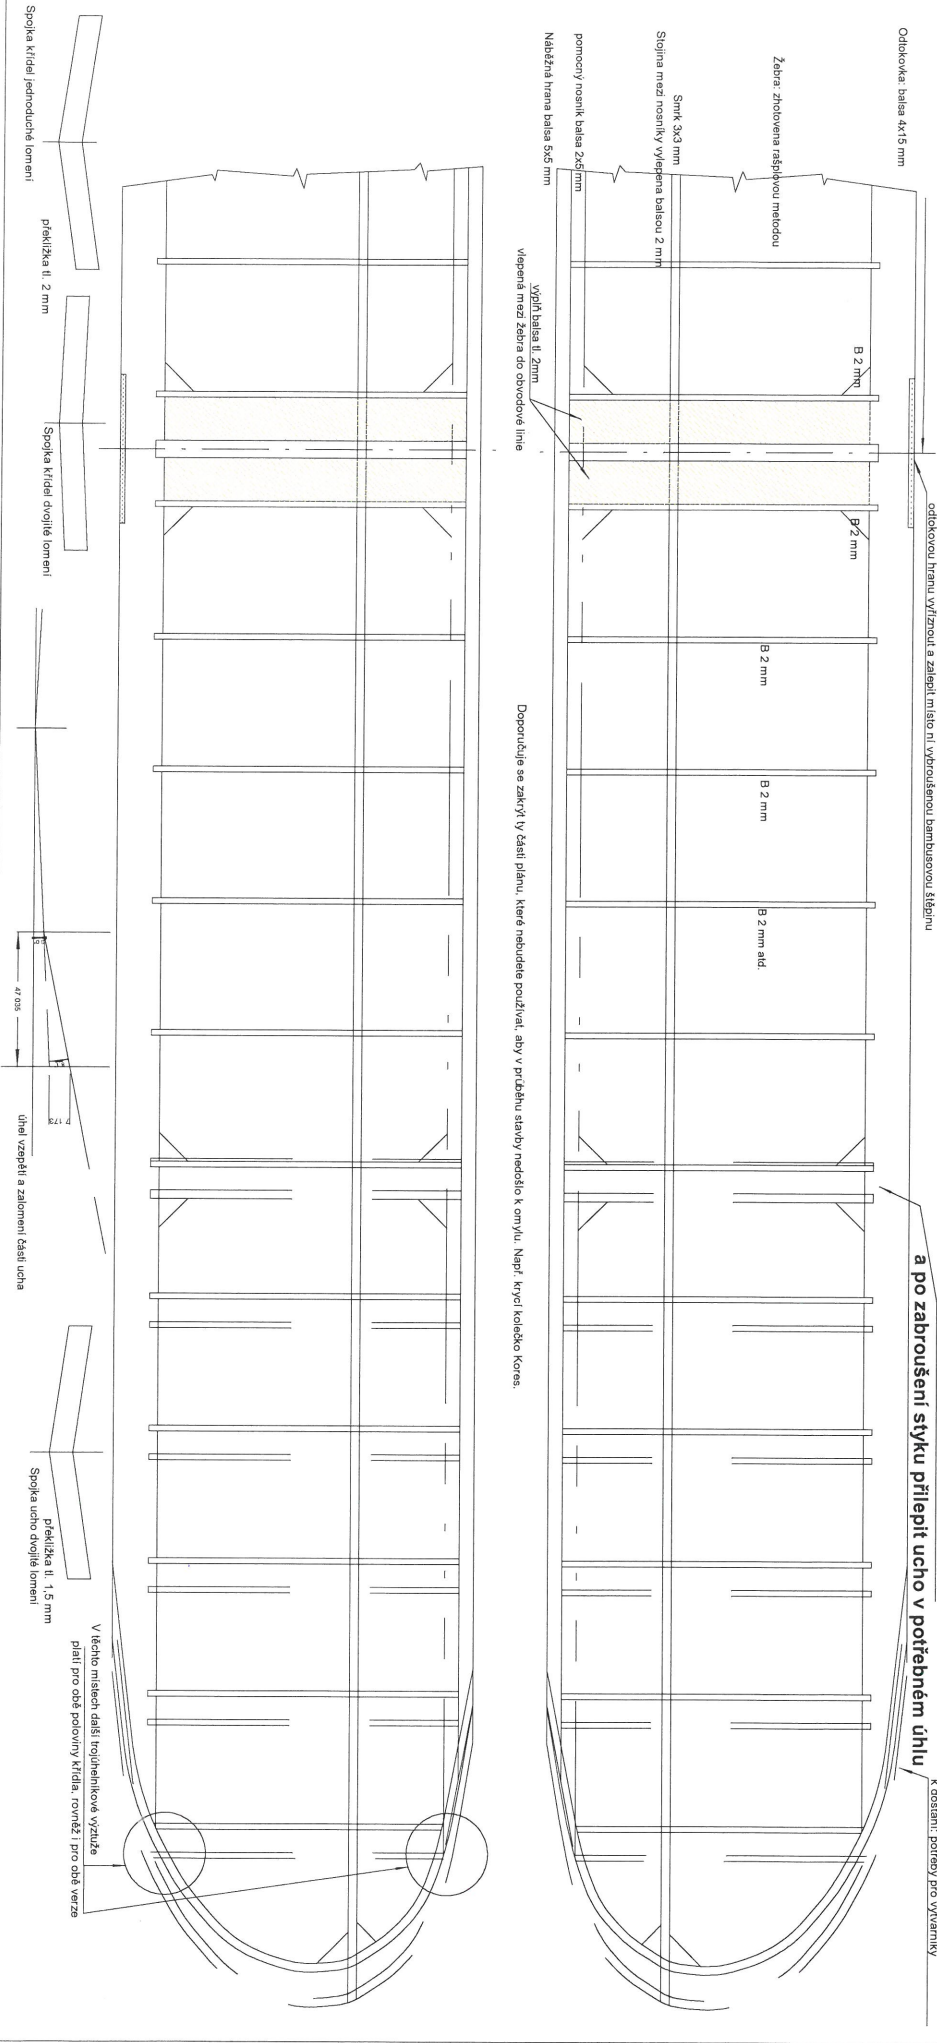 Odtokovka: balsa 4x15 mm
Žebra: zhotovena rašplovou metodou
Smrk 3x3 mm
Stojina mezi nosníky vylepena balsou 2 mm
pomocný nosník balsa 2x5 mm
Náběžná hrana balsa 5x5 mm
výplň balsa tl. 2mm
vlepená mezi žebra do obvodové linie
B 2 mm
B 2 mm
B 2 mm
B 2 mm
B 2 mm atd.
odtokovou hranu vyříznout a zalepit místo ní vybroušenou bambusovou štěpinu
a po zabroušení styku přilepit ucho v potřebném úhlu
k dostání: potřeby pro výtvarníky
Doporučuje se zakrýt ty části plánu, které nebudete používat, aby v průběhu stavby nedošlo k omylu. Např. krycí kolečko Kores.
Spojka křídel jednoduché lomení
překližka tl. 2 mm
Spojka křídel dvojité lomení
47 035
7 173
úhel vzepětí a zalomení části ucha
překližka tl. 1,5 mm
Spojka ucho dvojité lomení
V těchto místech další trojúhelníkové výztuže
platí pro obě poloviny křídla, rovněž i pro obě verze